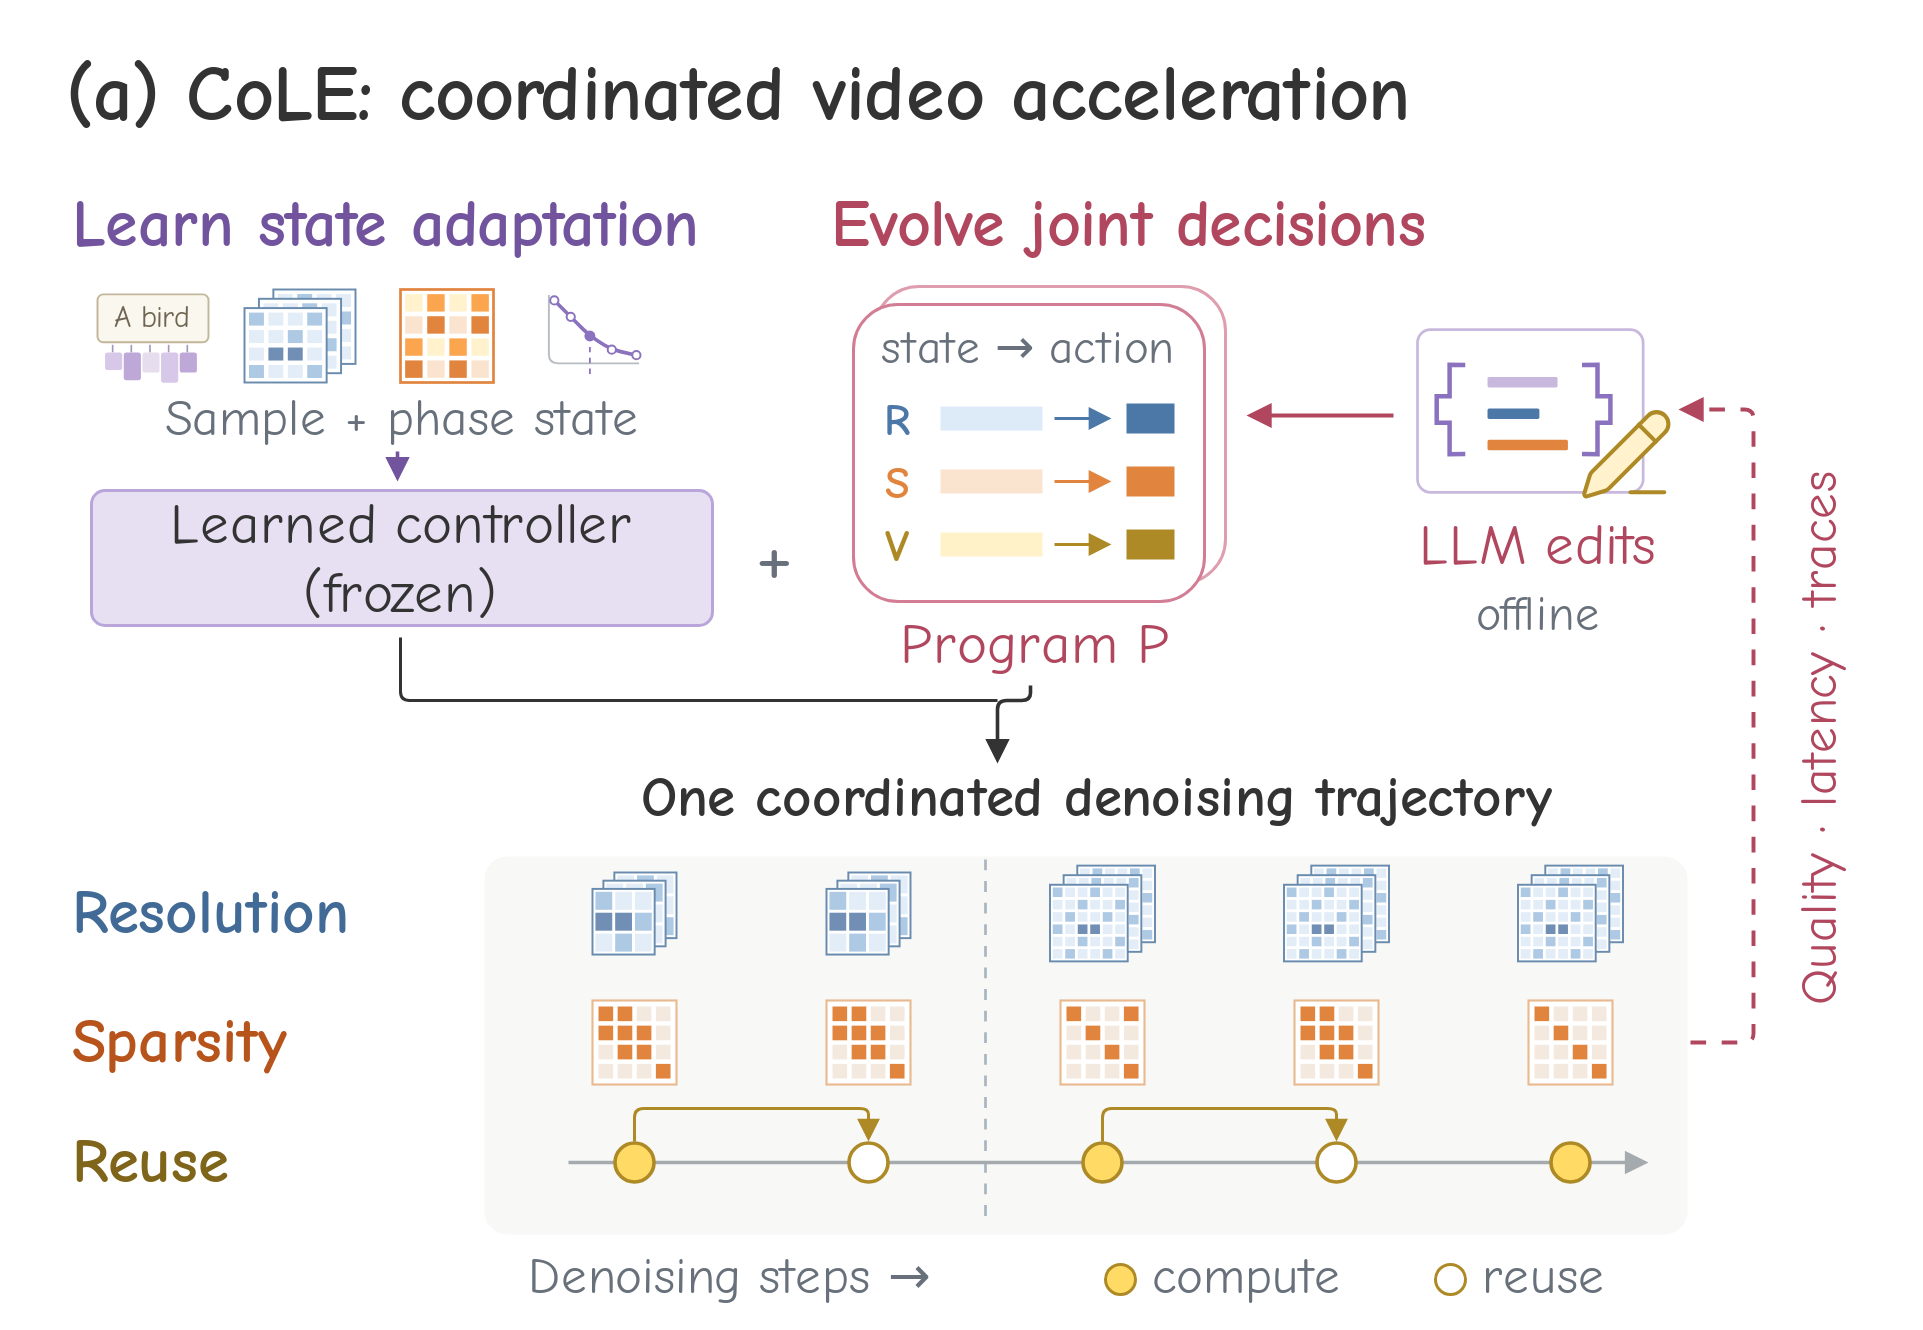 (a) CoLE: coordinated video acceleration
Learn state adaptation
Evolve joint decisions
A bird
Sample + phase state
Learned controller
(frozen)
+
state → action
R
S
V
Program P
LLM edits
offline
Quality · latency · traces
One coordinated denoising trajectory
Resolution
Sparsity
Reuse
Denoising steps →
compute
reuse